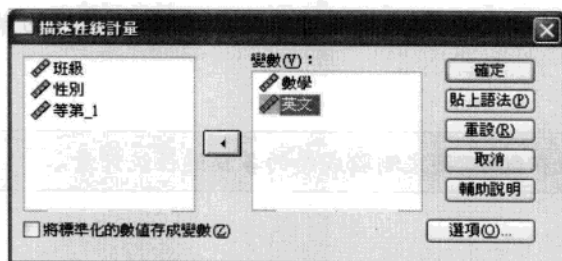 描述性統計量
班級
性別
等第_1
變數(V)：
數學
英文
確定
貼上語法(P)
重設(R)
取消
輔助說明
將標準化的數值存成變數(Z)
選項(O)...